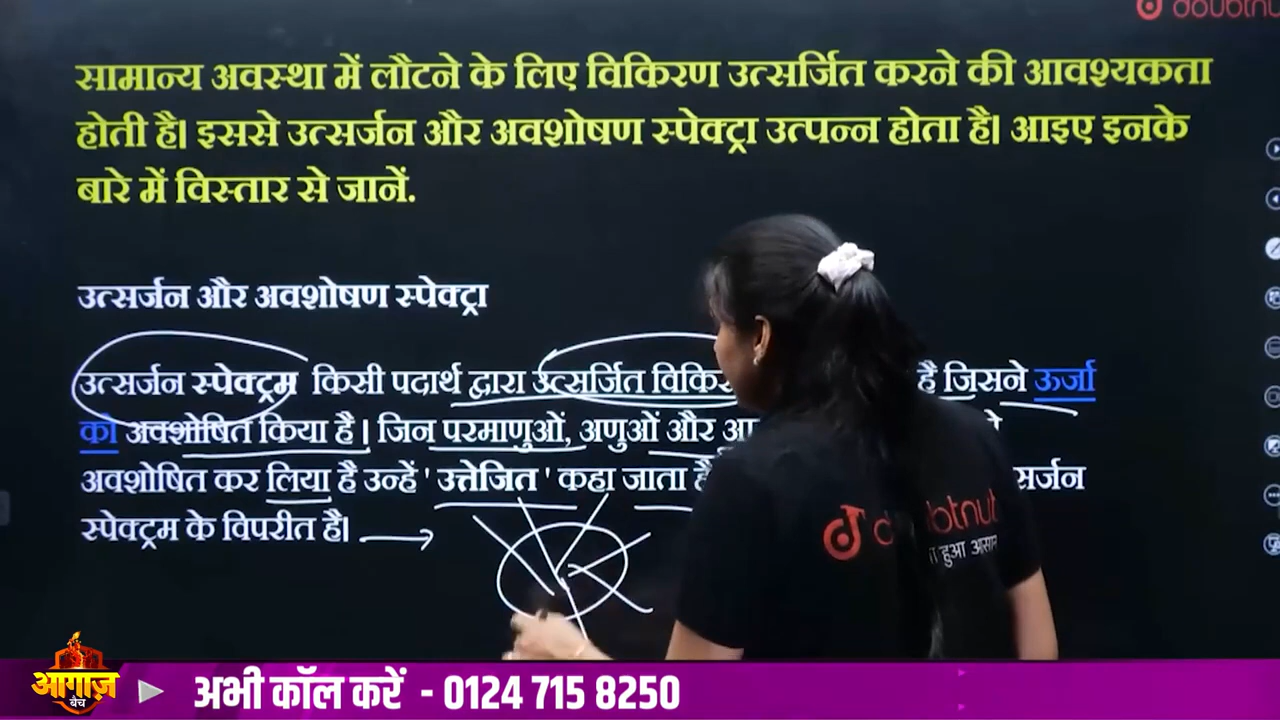 doubtnu
सामान्य अवस्था में लौटने के लिए विकिरण उत्सर्जित करने की आवश्यकता
होती है। इससे उत्सर्जन और अवशोषण स्पेक्ट्रा उत्पन्न होता है। आइए इनके
बारे में विस्तार से जानें.
उत्सर्जन और अवशोषण स्पेक्ट्रा
उत्सर्जन स्पेक्ट्रम किसी पदार्थ द्वारा उत्सर्जित है जिसने ऊर्जा
को अवशोषित किया है | जिन परमाणुओं, अणुओं और
अवशोषित कर लिया है उन्हें ' उत्तेजित ' कहा जाता
स्पेक्ट्रम के विपरीत है।
हुआ
आगाज़
बैच
अभी कॉल करें - 0124 715 8250